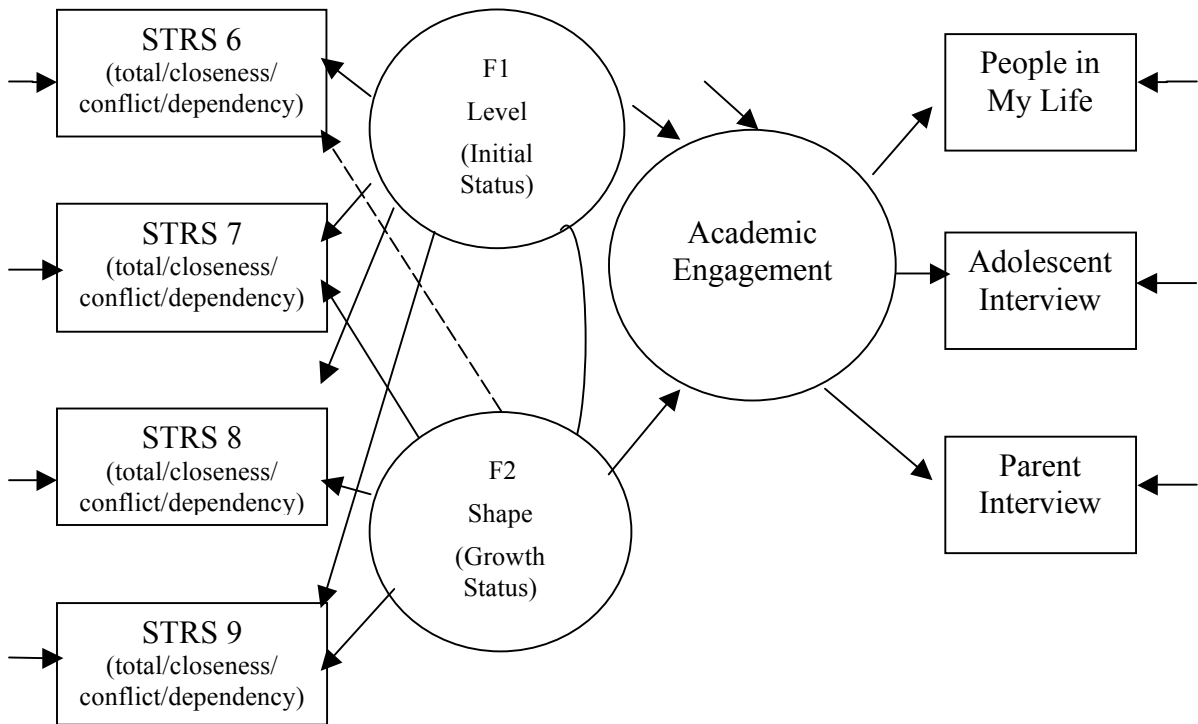 STRS 6
(total/closeness/
conflict/dependency)
STRS 7
(total/closeness/
conflict/dependency)
STRS 8
(total/closeness/
conflict/dependency)
STRS 9
(total/closeness/
conflict/dependency)
F1
Level
(Initial
Status)
F2
Shape
(Growth
Status)
Academic
Engagement
People in
My Life
Adolescent
Interview
Parent
Interview